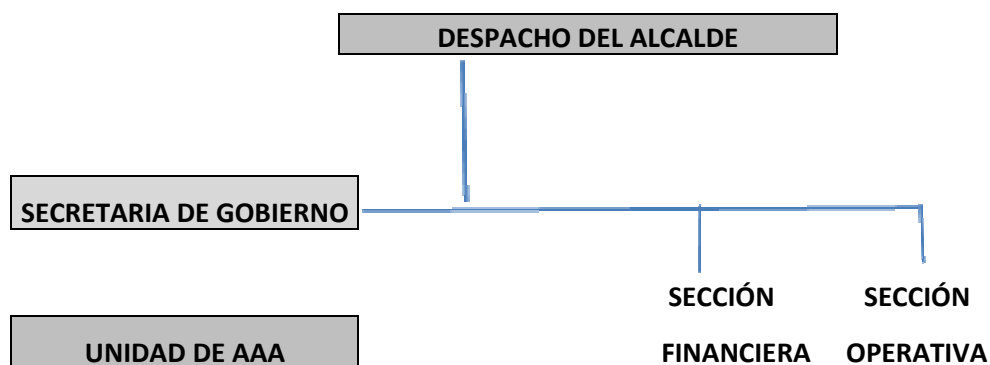 DESPACHO DEL ALCALDE
SECRETARIA DE GOBIERNO
SECCIÓN SECCIÓN
UNIDAD DE AAA FINANCIERA OPERATIVA